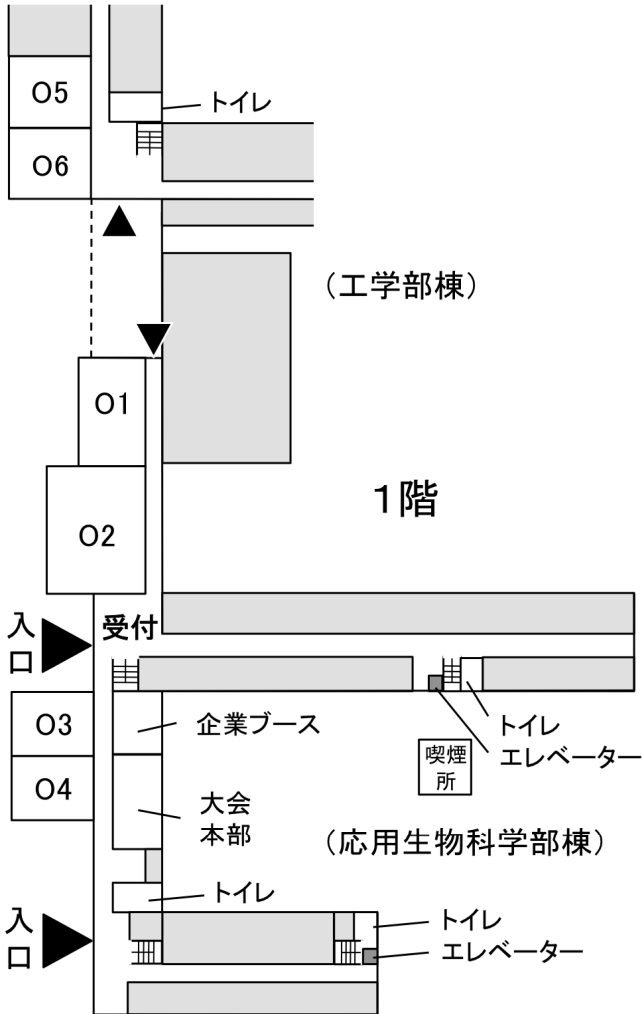 O5
トイレ
O6
（工学部棟）
O1
1階
O2
入口
受付
O3
企業ブース
トイレ
エレベーター
喫煙
所
O4
大会
本部
（応用生物科学部棟）
トイレ
入口
トイレ
エレベーター